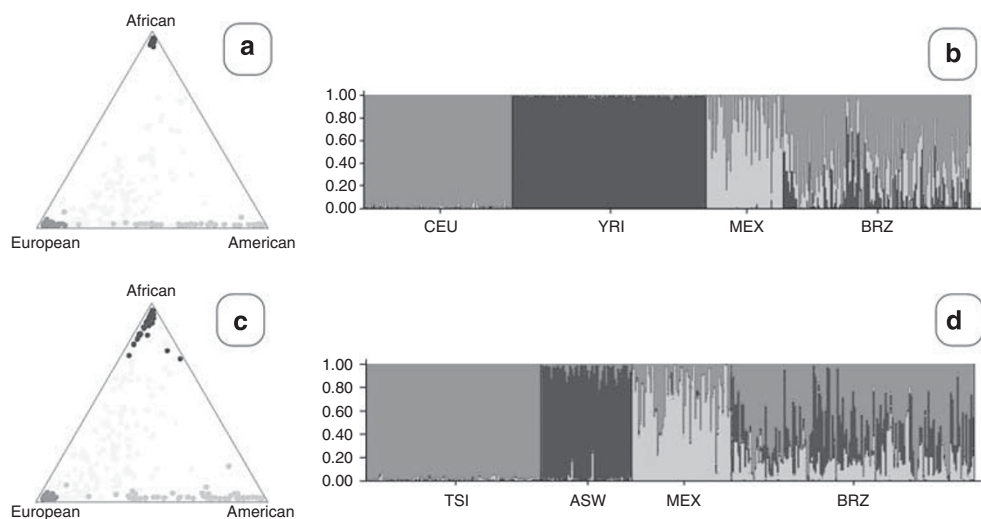 African
a
European
American
b
1.00
0.80
0.60
0.40
0.20
0.00
CEU
YRI
MEX
BRZ
African
c
European
American
d
1.00
0.80
0.60
0.40
0.20
0.00
TSI
ASW
MEX
BRZ